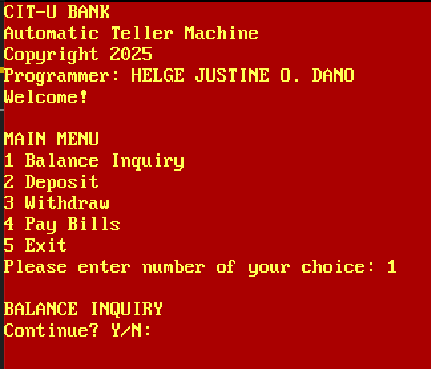 CIT-U BANK
Automatic Teller Machine
Copyright 2025
Programmer: HELGE JUSTINE O. DANO
Welcome!
MAIN MENU
1 Balance Inquiry
2 Deposit
3 Withdraw
4 Pay Bills
5 Exit
Please enter number of your choice: 1
BALANCE INQUIRY
Continue? Y/N: